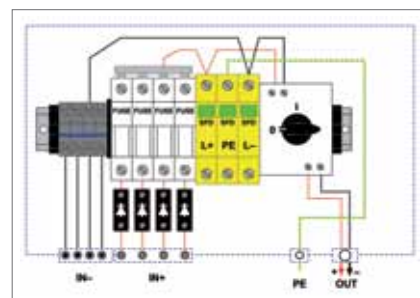 FUSE FUSE FUSE FUSE
SPD SPD SPD
L+ PE L-
I
0
IN- IN+ PE OUT
+ -